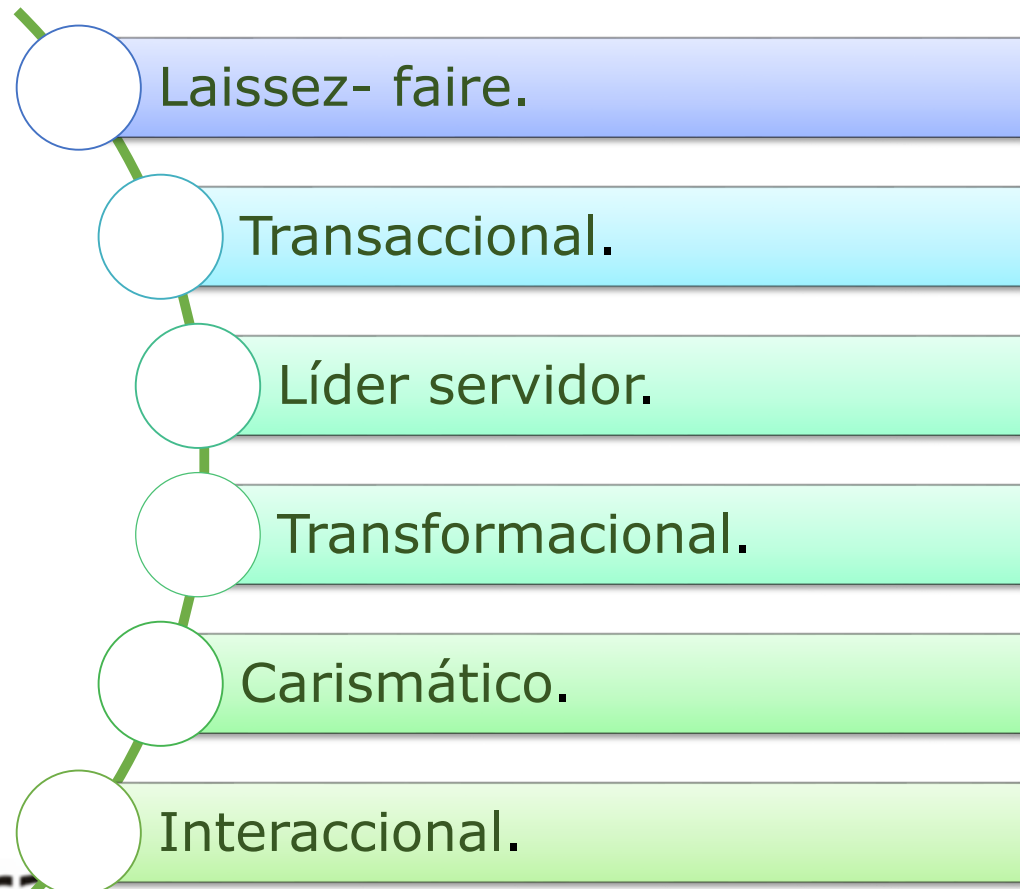 Laissez- faire.
Transaccional.
Líder servidor.
Transformacional.
Carismático.
Interaccional.